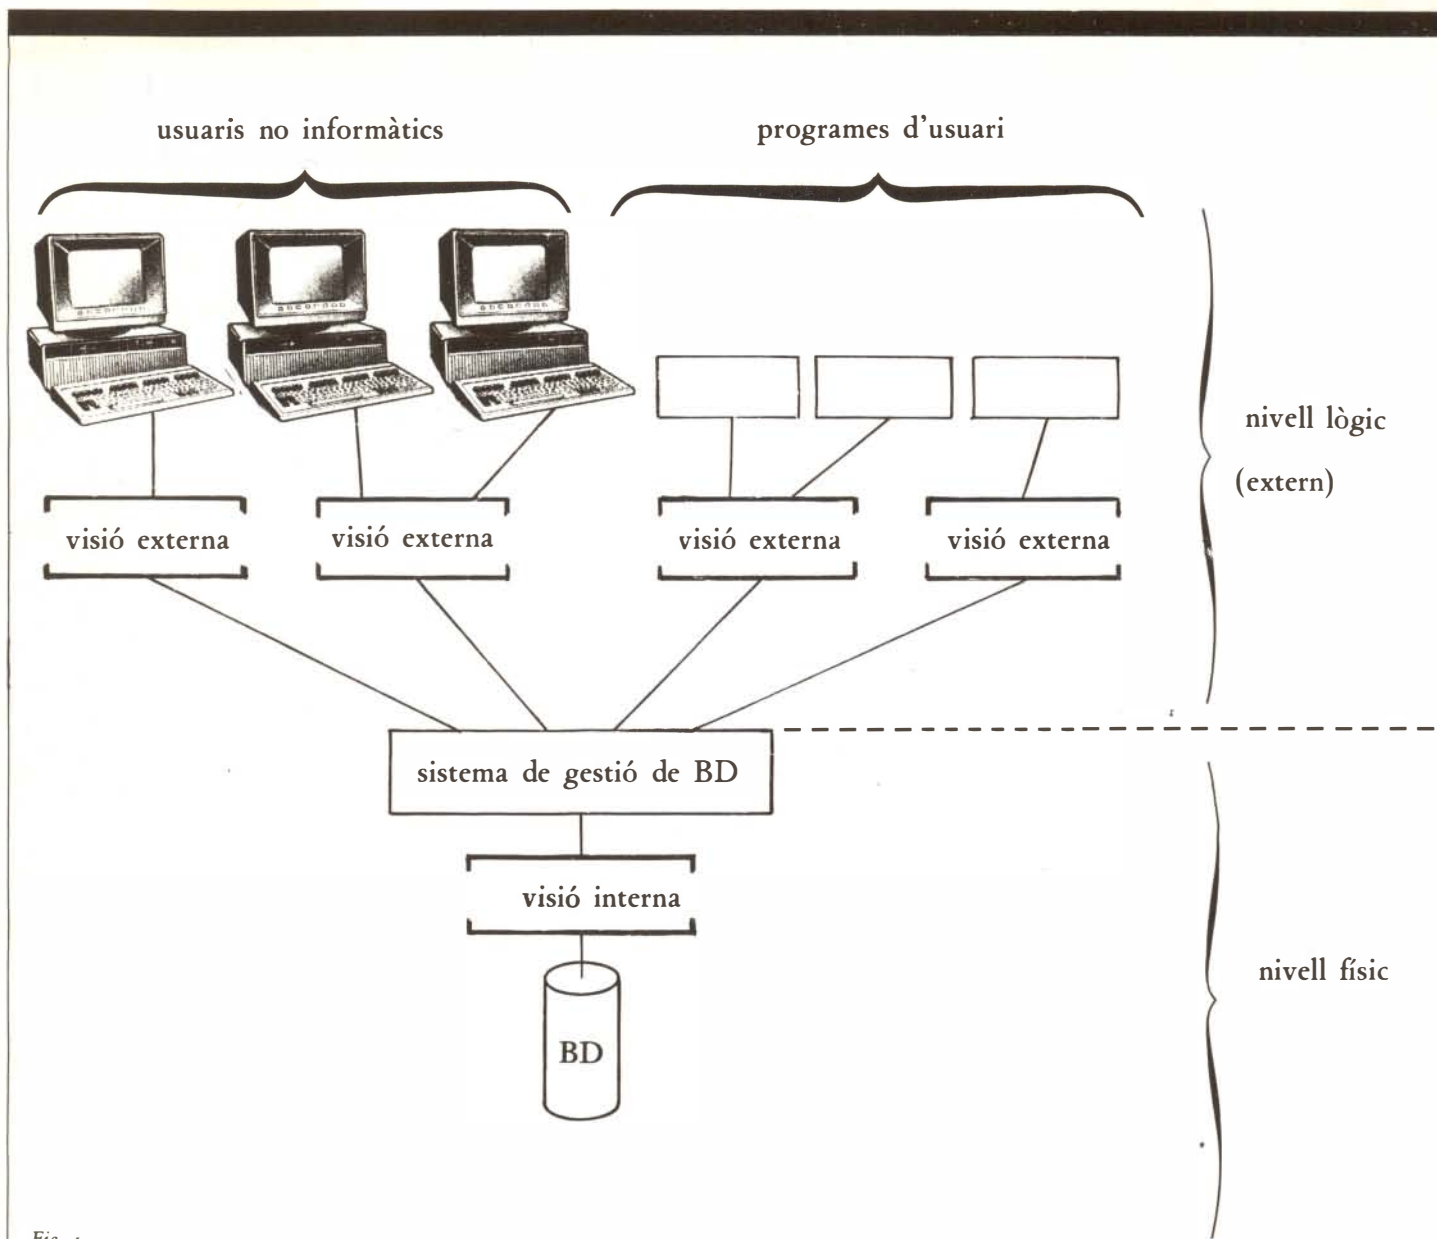 usuaris no informàtics
programes d'usuari
nivell lògic
(extern)
visió externa
visió externa
visió externa
visió externa
sistema de gestió de BD
visió interna
nivell físic
BD